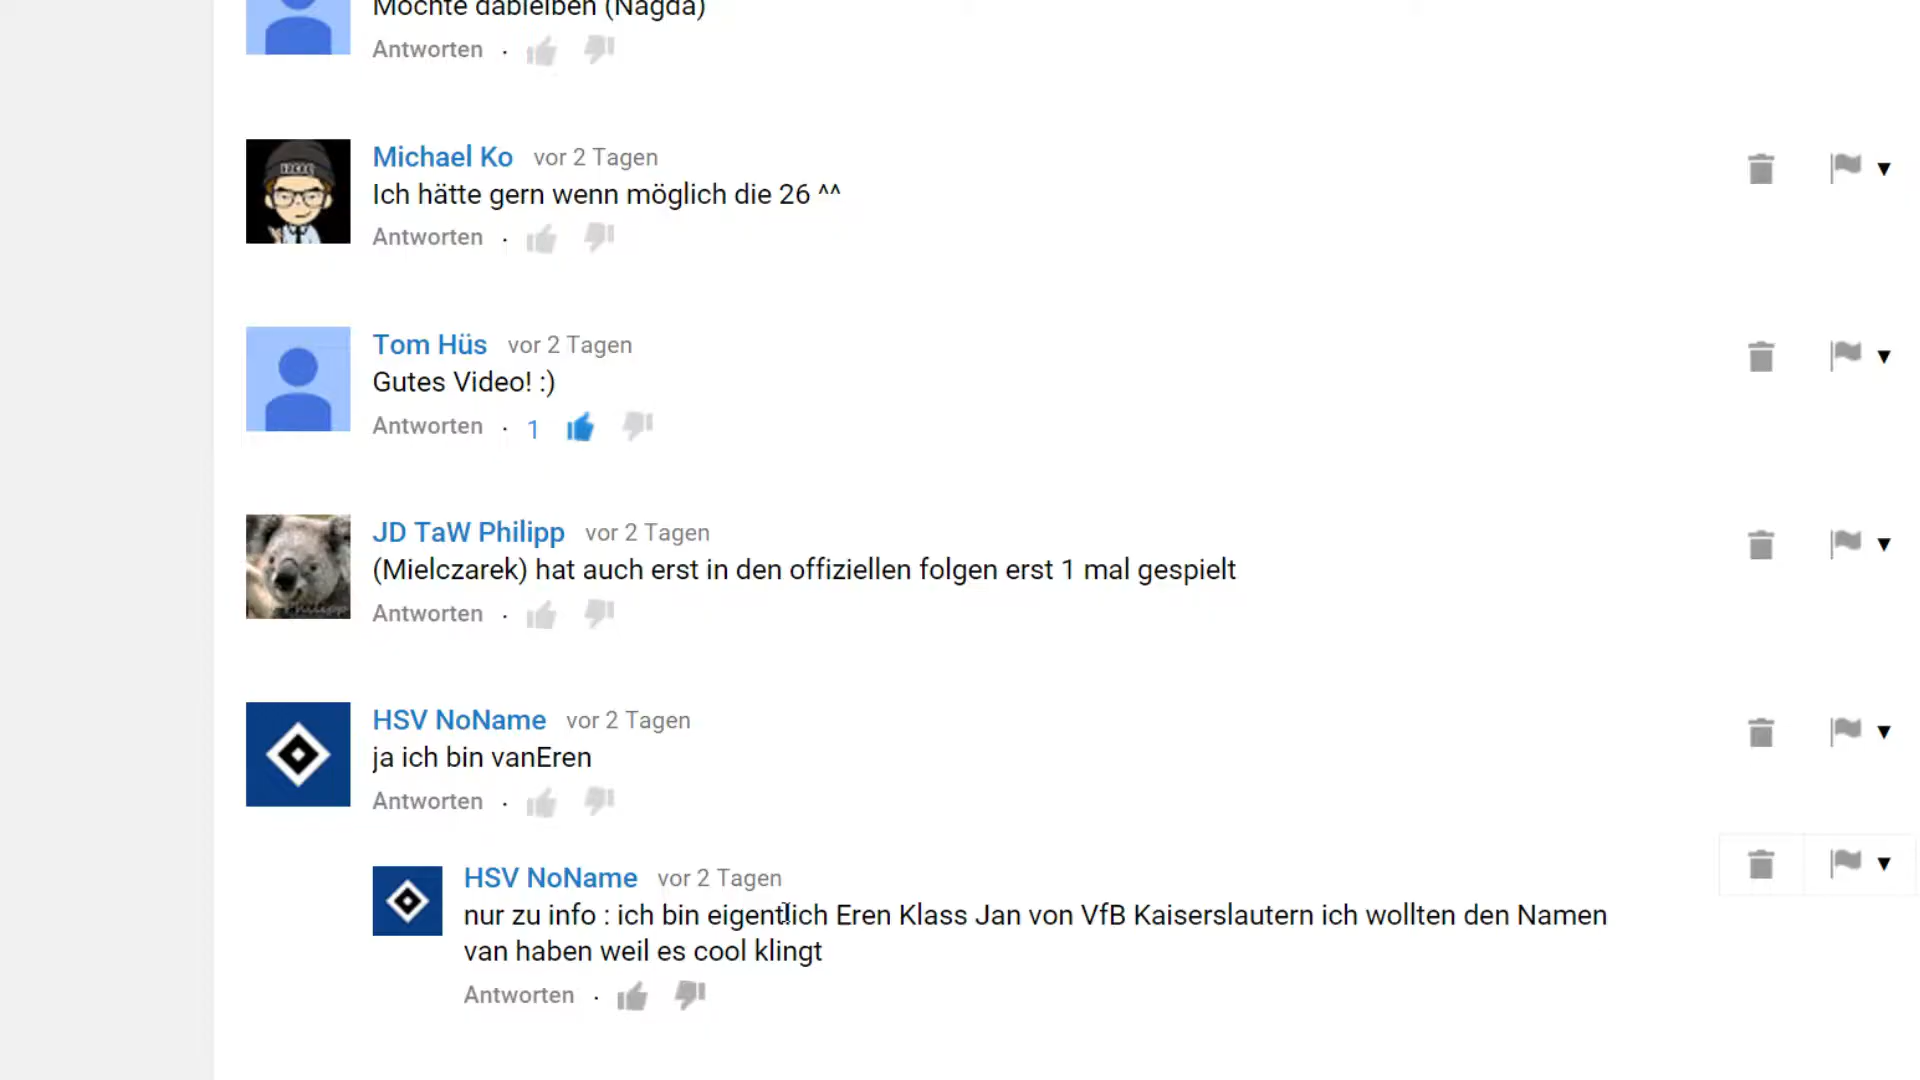 Möchte dableiben (Nagda)
Antworten ·
Michael Ko vor 2 Tagen
Ich hätte gern wenn möglich die 26 ^^
Antworten ·
Tom Hüs vor 2 Tagen
Gutes Video! :)
Antworten · 1
JD TaW Philipp vor 2 Tagen
(Mielczarek) hat auch erst in den offiziellen folgen erst 1 mal gespielt
Antworten ·
HSV NoName vor 2 Tagen
ja ich bin vanEren
Antworten ·
HSV NoName vor 2 Tagen
nur zu info : ich bin eigentlich Eren Klass Jan von VfB Kaiserslautern ich wollten den Namen
van haben weil es cool klingt
Antworten ·